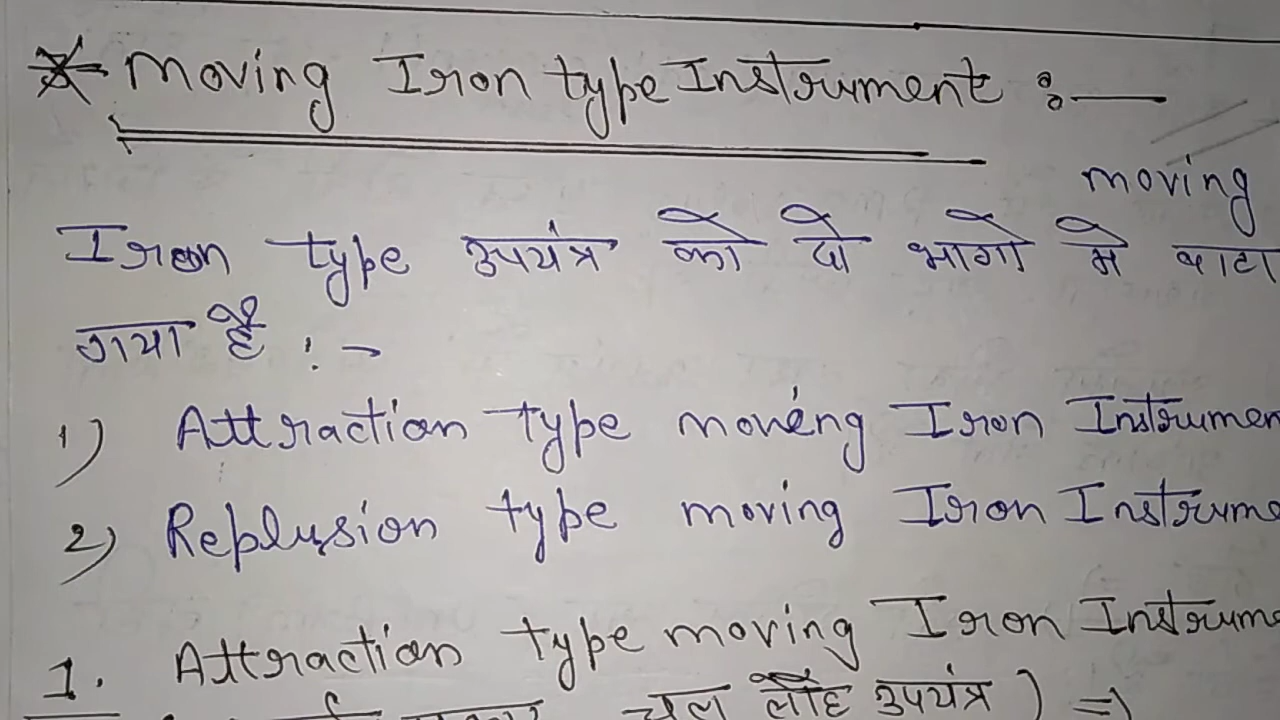 * Moving Iron type Instrument :—
moving
Iron type उपयंत्र को दो भागो मे बाटा
गया है :-
1) Attraction type moving Iron Instrumen
2) Replusion type moving Iron Instrume
1. Attraction type moving Iron Instrume
चल लौह उपयंत्र ) =>